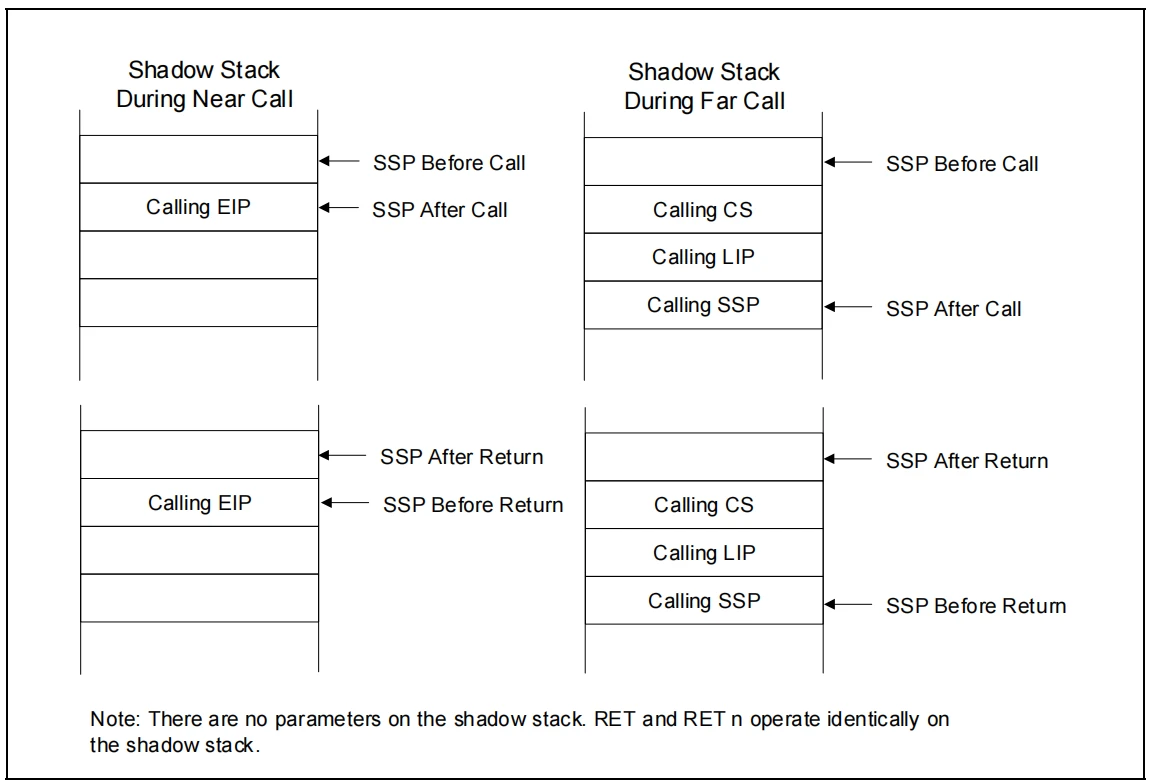 Shadow Stack
During Near Call
SSP Before Call
Calling EIP
SSP After Call
Shadow Stack
During Far Call
SSP Before Call
Calling CS
Calling LIP
Calling SSP
SSP After Call
SSP After Return
Calling EIP
SSP Before Return
SSP After Return
Calling CS
Calling LIP
Calling SSP
SSP Before Return
Note: There are no parameters on the shadow stack. RET and RET n operate identically on
the shadow stack.